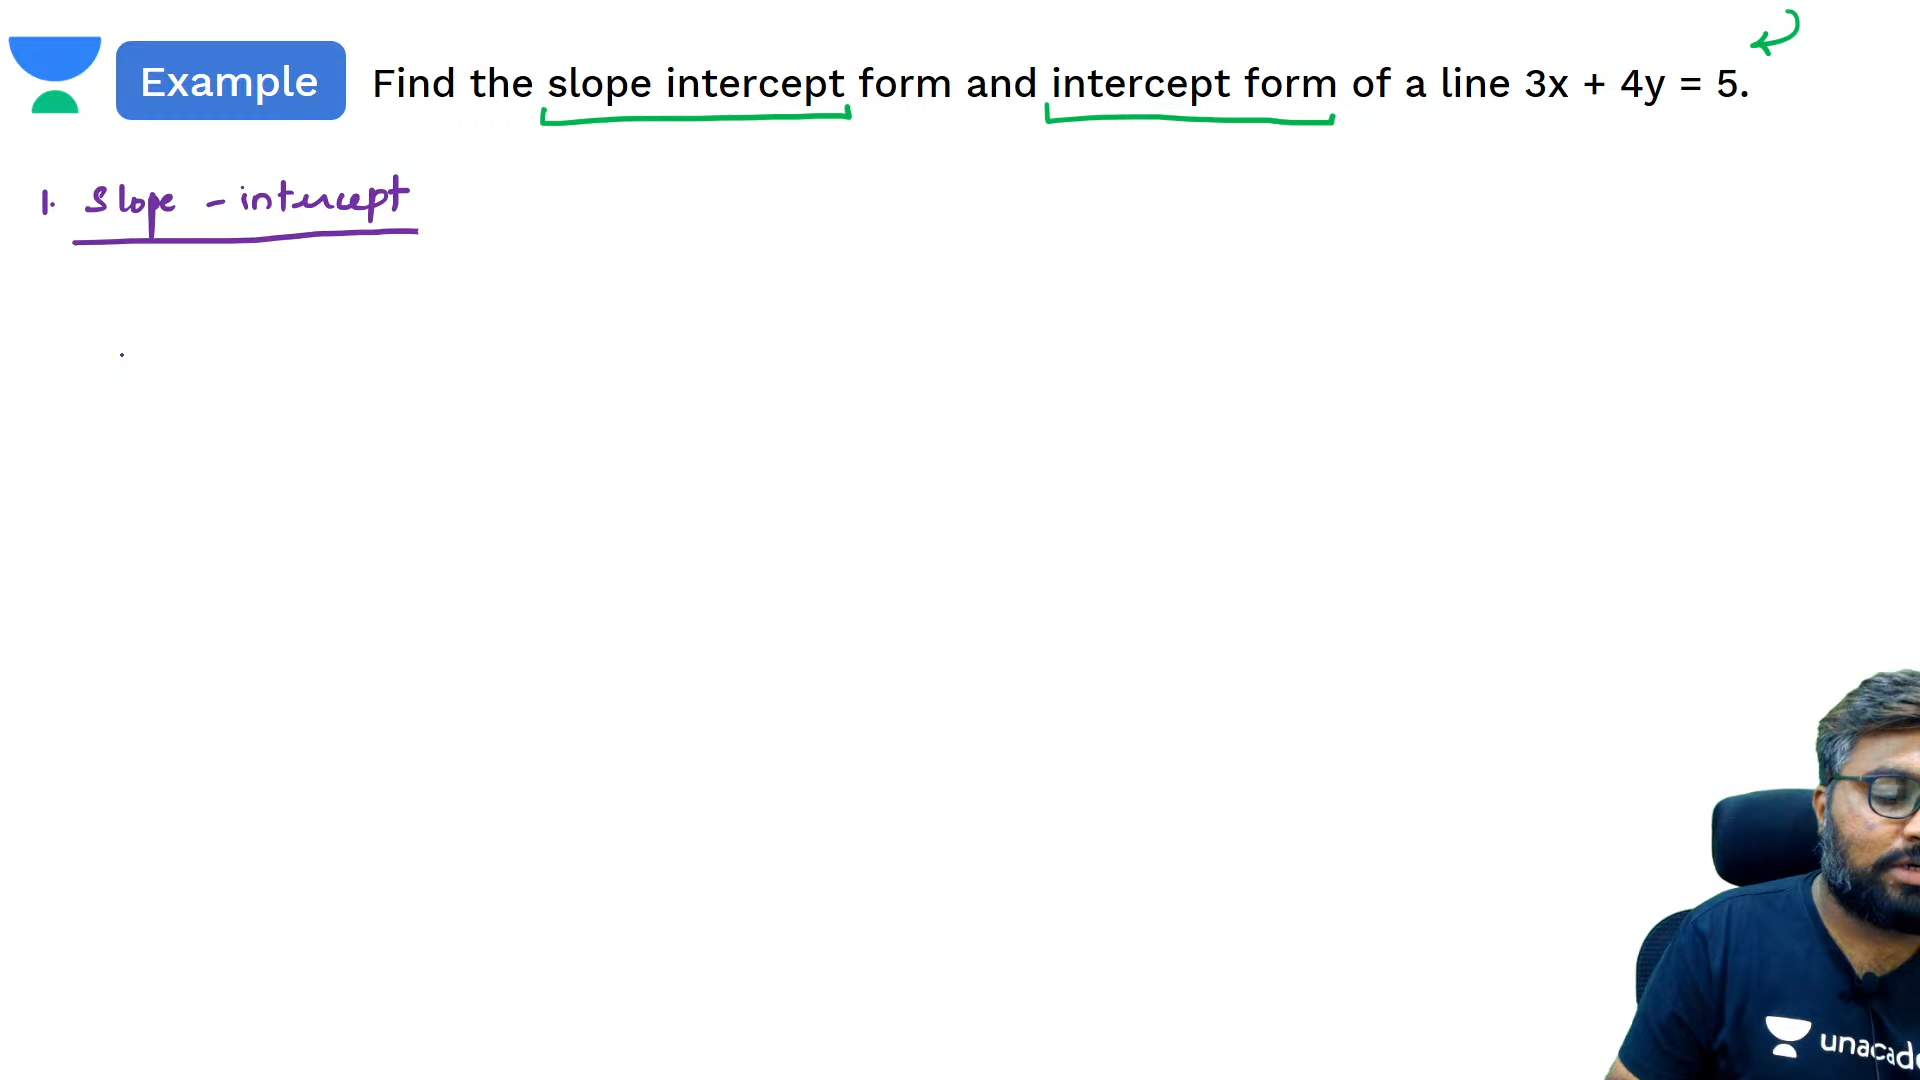 Example Find the slope intercept form and intercept form of a line 3x + 4y = 5.
1. Slope - intercept